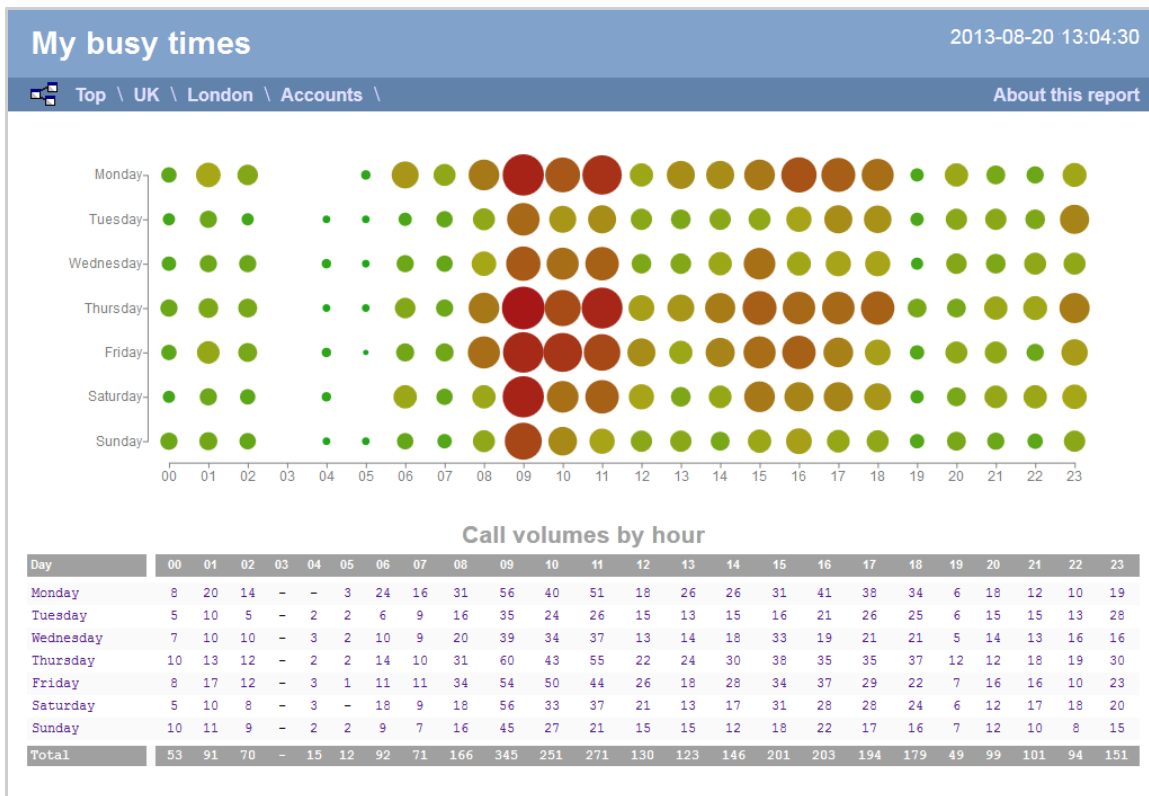 My busy times 2013-08-20 13:04:30
Top \ UK \ London \ Accounts \ About this report
Monday
Tuesday
Wednesday
Thursday
Friday
Saturday
Sunday
00 01 02 03 04 05 06 07 08 09 10 11 12 13 14 15 16 17 18 19 20 21 22 23
Call volumes by hour
Day 00 01 02 03 04 05 06 07 08 09 10 11 12 13 14 15 16 17 18 19 20 21 22 23
Monday 8 20 14 – – 3 24 16 31 56 40 51 18 26 26 31 41 38 34 6 18 12 10 19
Tuesday 5 10 5 – 2 2 6 9 16 35 24 26 15 13 15 16 21 26 25 6 15 15 13 28
Wednesday 7 10 10 – 3 2 10 9 20 39 34 37 13 14 18 33 19 21 21 5 14 13 16 16
Thursday 10 13 12 – 2 2 14 10 31 60 43 55 22 24 30 38 35 35 37 12 12 18 19 30
Friday 8 17 12 – 3 1 11 11 34 54 50 44 26 18 28 34 37 29 22 7 16 16 10 23
Saturday 5 10 8 – 3 – 18 9 18 56 33 37 21 13 17 31 28 28 24 6 12 17 18 20
Sunday 10 11 9 – 2 2 9 7 16 45 27 21 15 15 12 18 22 17 16 7 12 10 8 15
Total 53 91 70 – 15 12 92 71 166 345 251 271 130 123 146 201 203 194 179 49 99 101 94 151